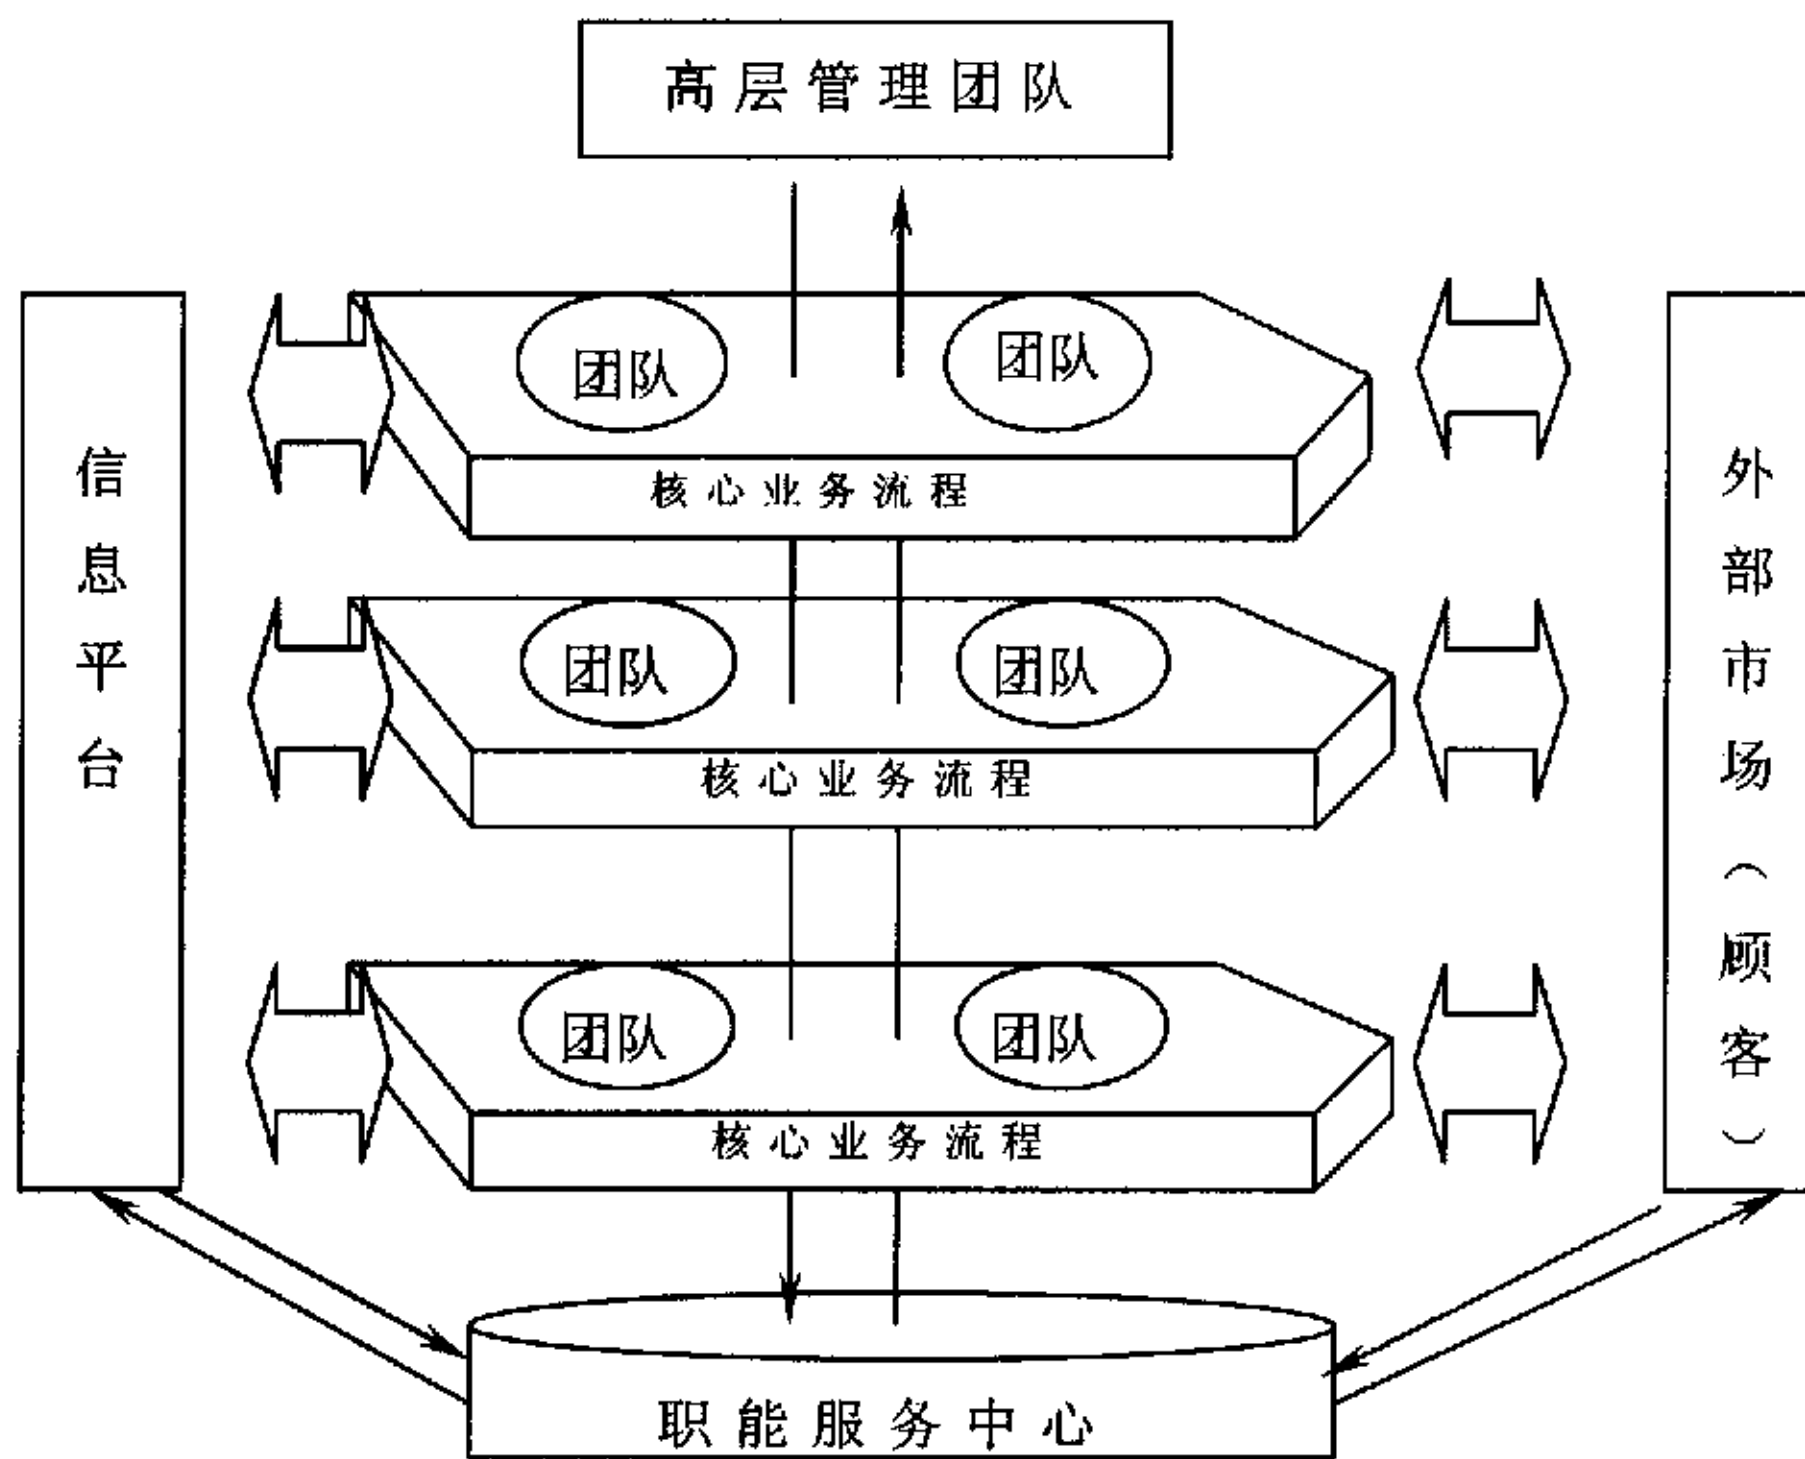 高层管理团队
团队
团队
核心业务流程
信息平台
外部市场（顾客）
团队
团队
核心业务流程
团队
团队
核心业务流程
职能服务中心